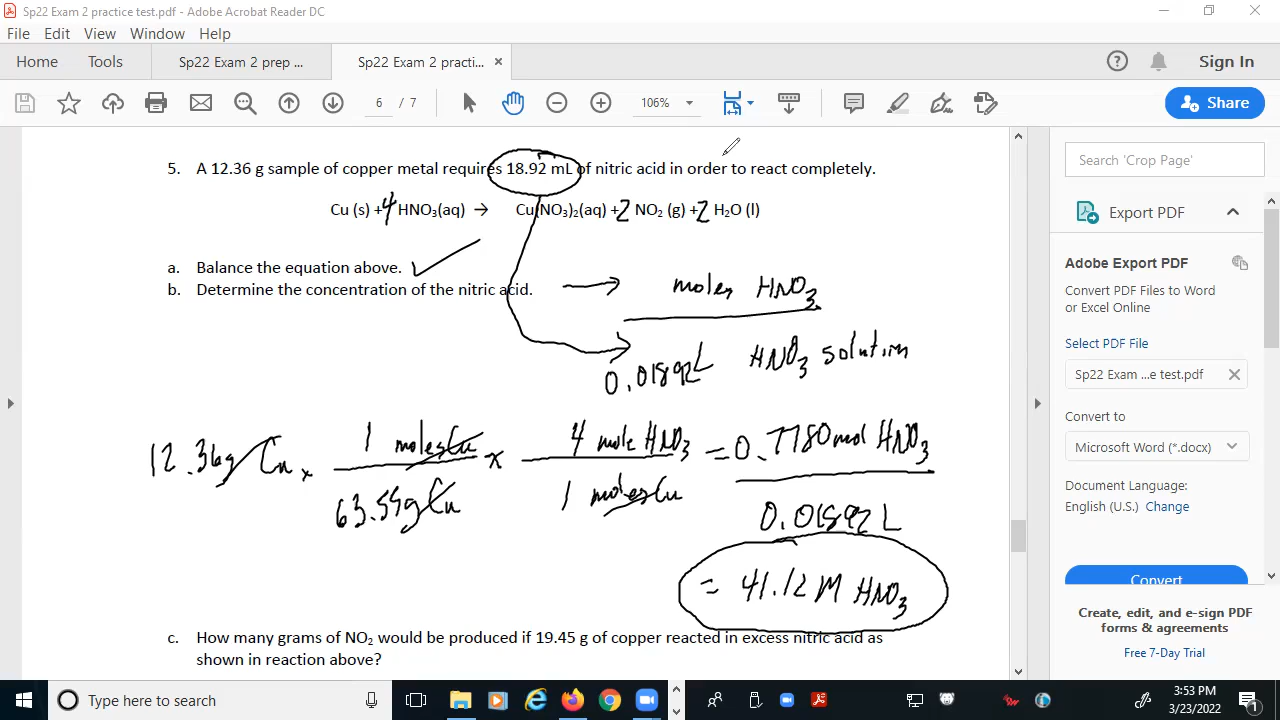 Sp22 Exam 2 practice test.pdf - Adobe Acrobat Reader DC
File Edit View Window Help
Home Tools Sp22 Exam 2 prep ... Sp22 Exam 2 practi... × Sign In
6 / 7 106% Share
5. A 12.36 g sample of copper metal requires 18.92 mL of nitric acid in order to react completely.
Cu (s) + 4 HNO₃(aq) → Cu(NO₃)₂(aq) + 2 NO₂ (g) + 2 H₂O (l)
a. Balance the equation above. ✓
b. Determine the concentration of the nitric acid. → moles HNO₃
0.01892L HNO₃ solution
12.36g Cu x 1 moles Cu x 4 mole HNO₃ = 0.7780 mol HNO₃
63.55g Cu 1 moles Cu 0.01892 L
= 41.12 M HNO₃
c. How many grams of NO₂ would be produced if 19.45 g of copper reacted in excess nitric acid as
shown in reaction above?
Search 'Crop Page'
Export PDF
Adobe Export PDF
Convert PDF Files to Word
or Excel Online
Select PDF File
Sp22 Exam ...e test.pdf
Convert to
Microsoft Word (*.docx)
Document Language:
English (U.S.) Change
Convert
Create, edit, and e-sign PDF
forms & agreements
Free 7-Day Trial
Type here to search
3:53 PM
3/23/2022
1